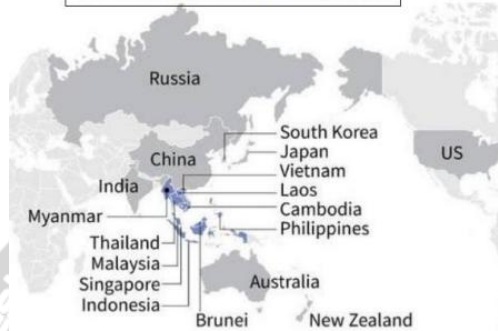 Russia
South Korea
Japan
China
Vietnam
US
India
Laos
Cambodia
Myanmar
Philippines
Thailand
Malaysia
Singapore
Australia
Indonesia
Brunei
New Zealand